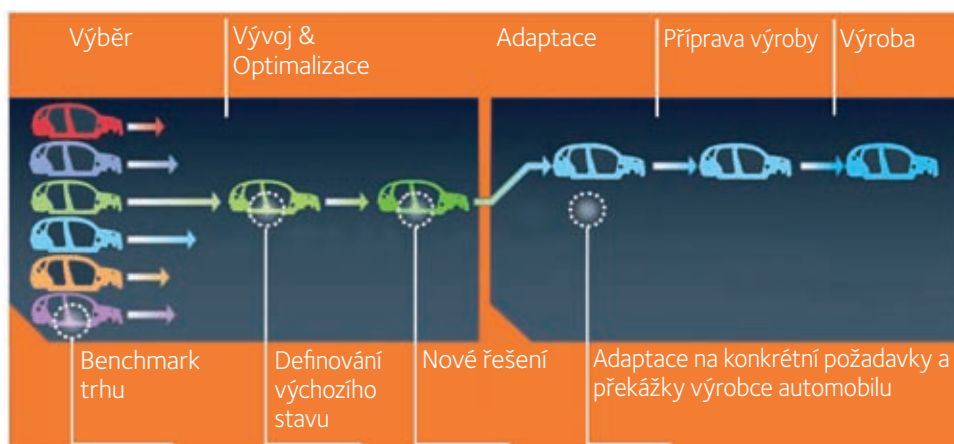 Výběr
Vývoj &
Optimalizace
Adaptace
Příprava výroby
Výroba
Benchmark
trhu
Definování
výchozího
stavu
Nové řešení
Adaptace na konkrétní požadavky a
překážky výrobce automobilu